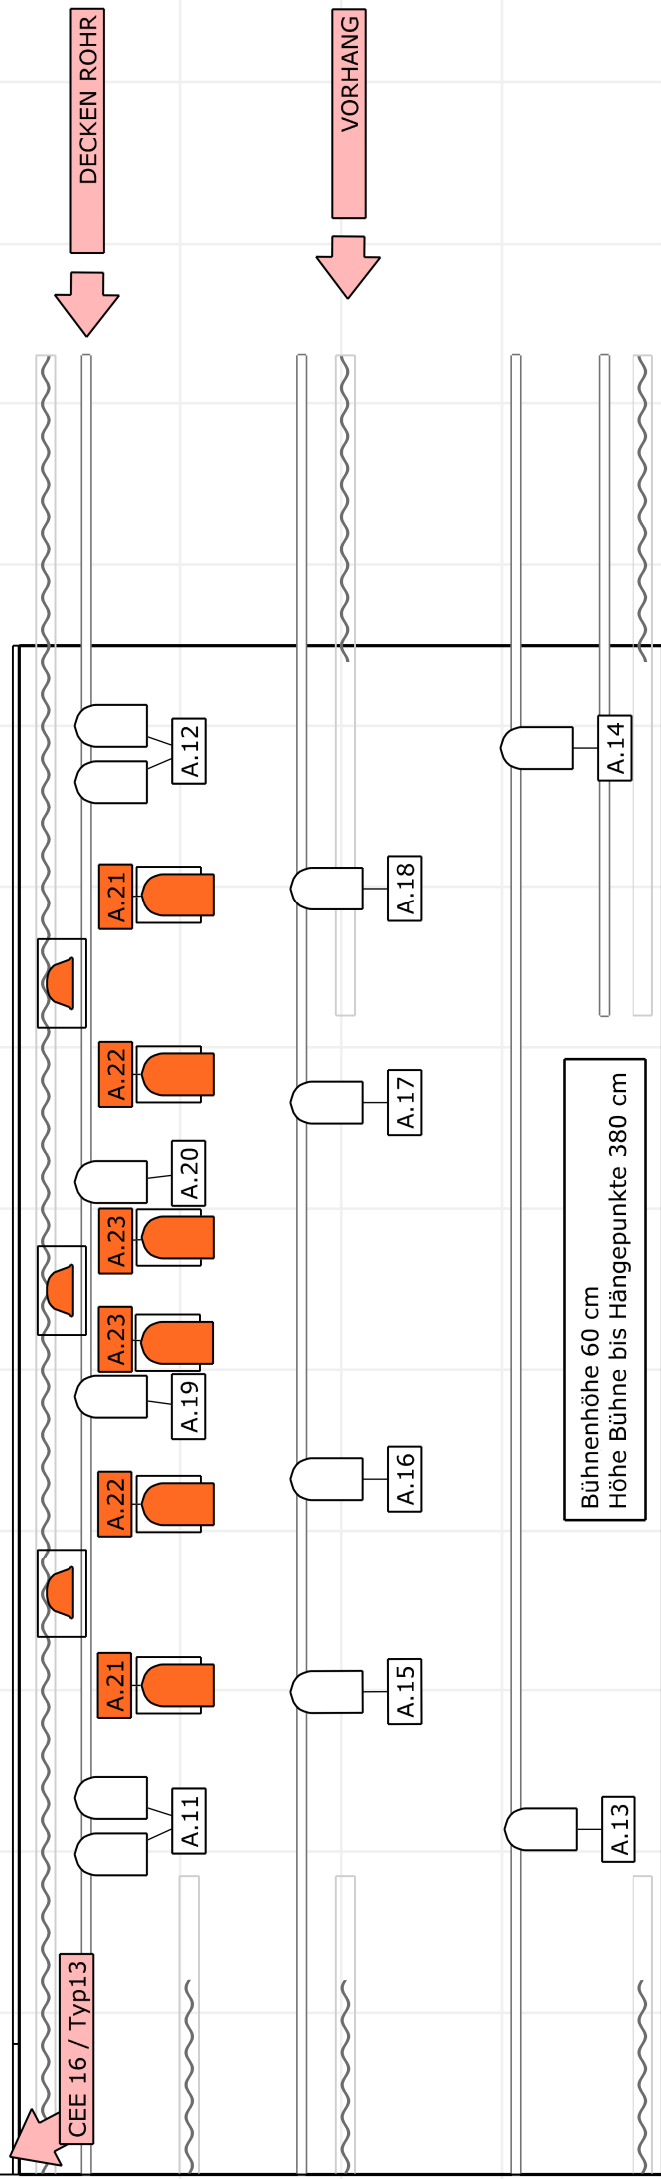 DECKEN ROHR
VORHANG
A.12
A.14
A.21
A.18
A.22
A.17
A.20
A.23
A.23
A.19
A.22
A.16
A.21
A.15
A.11
A.13
Bühnenhöhe 60 cm
Höhe Bühne bis Hängepunkte 380 cm
CEE 16 / Typ13